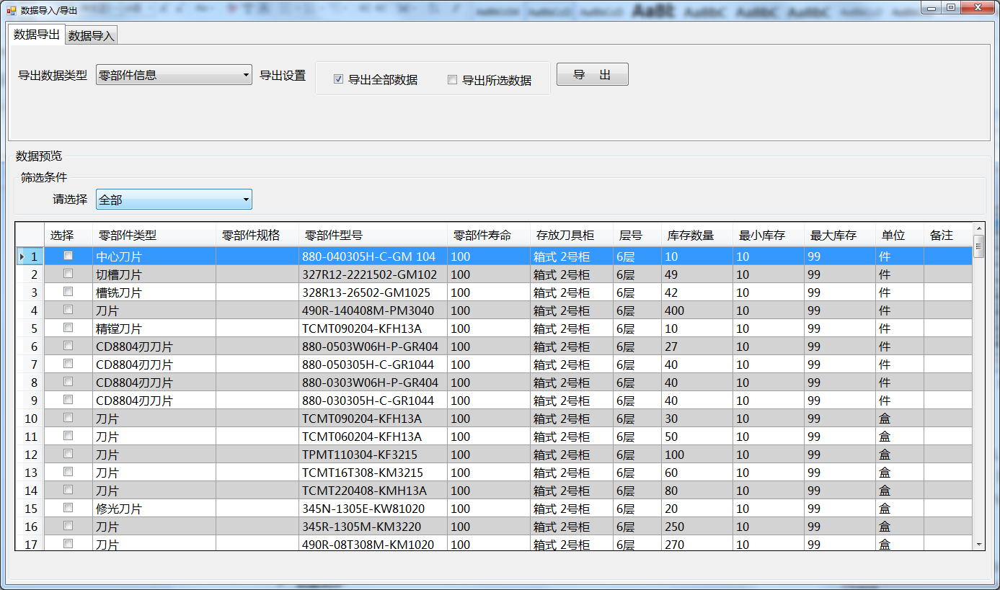 数据导入/导出
数据导出 数据导入
导出数据类型 零部件信息 导出设置 导出全部数据 导出所选数据 导 出
数据预览
筛选条件
请选择 全部
选择 零部件类型 零部件规格 零部件型号 零部件寿命 存放刀具柜 层号 库存数量 最小库存 最大库存 单位 备注
1 中心刀片 880-040305H-C-GM 104 100 箱式 2号柜 6层 10 10 99 件
2 切槽刀片 327R12-2221502-GM102 100 箱式 2号柜 6层 49 10 99 件
3 槽铣刀片 328R13-26502-GM1025 100 箱式 2号柜 6层 42 10 99 件
4 刀片 490R-140408M-PM3040 100 箱式 2号柜 6层 400 10 99 件
5 精镗刀片 TCMT090204-KFH13A 100 箱式 2号柜 6层 10 10 99 件
6 CD8804刃刀片 880-0503W06H-P-GR404 100 箱式 2号柜 6层 27 10 99 件
7 CD8804刃刀片 880-050305H-C-GR1044 100 箱式 2号柜 6层 40 10 99 件
8 CD8804刃刀片 880-0303W06H-P-GR404 100 箱式 2号柜 6层 40 10 99 件
9 CD8804刃刀片 880-030305H-C-GR1044 100 箱式 2号柜 6层 40 10 99 件
10 刀片 TCMT090204-KFH13A 100 箱式 2号柜 6层 30 10 99 盒
11 刀片 TCMT060204-KFH13A 100 箱式 2号柜 6层 50 10 99 盒
12 刀片 TPMT110304-KF3215 100 箱式 2号柜 6层 100 10 99 盒
13 刀片 TCMT16T308-KM3215 100 箱式 2号柜 6层 60 10 99 盒
14 刀片 TCMT220408-KMH13A 100 箱式 2号柜 6层 80 10 99 盒
15 修光刀片 345N-1305E-KW81020 100 箱式 2号柜 6层 20 10 99 盒
16 刀片 345R-1305M-KM3220 100 箱式 2号柜 6层 250 10 99 盒
17 刀片 490R-08T308M-KM1020 100 箱式 2号柜 6层 270 10 99 盒